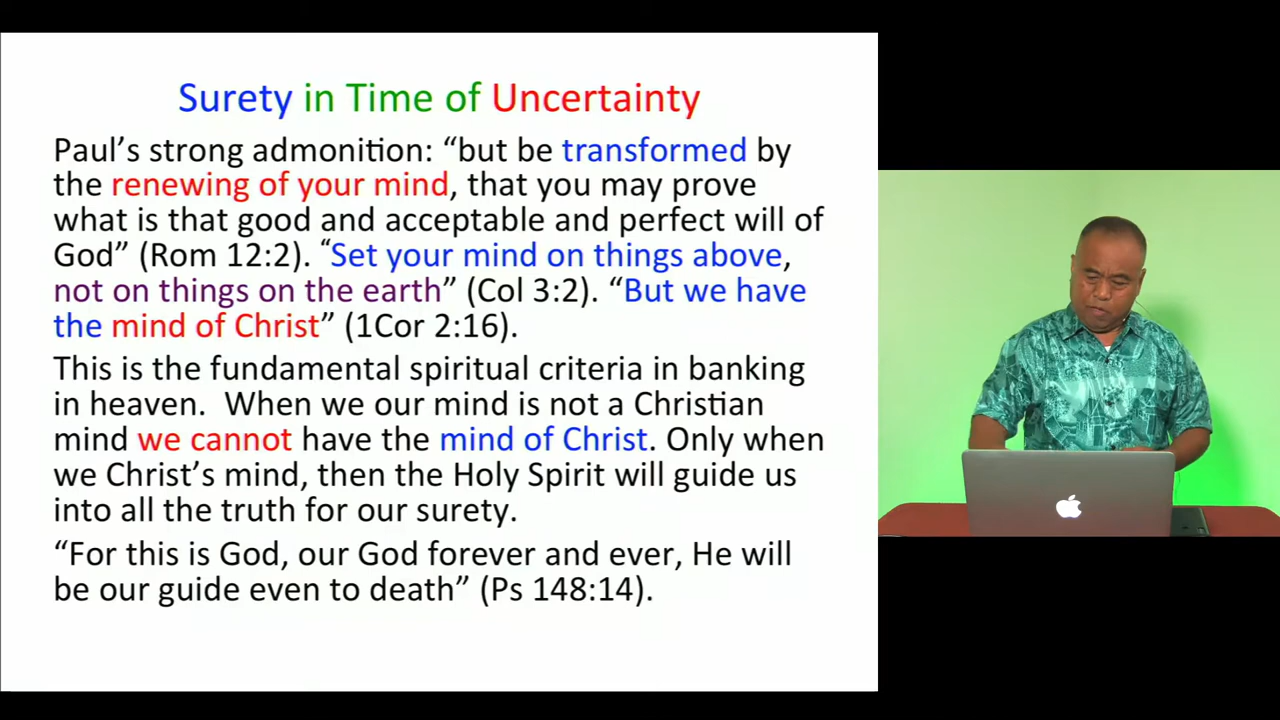 Surety in Time of Uncertainty
Paul’s strong admonition: “but be transformed by
the renewing of your mind, that you may prove
what is that good and acceptable and perfect will of
God” (Rom 12:2). “Set your mind on things above,
not on things on the earth” (Col 3:2). “But we have
the mind of Christ” (1Cor 2:16).
This is the fundamental spiritual criteria in banking
in heaven.  When we our mind is not a Christian
mind we cannot have the mind of Christ. Only when
we Christ’s mind, then the Holy Spirit will guide us
into all the truth for our surety.
“For this is God, our God forever and ever, He will
be our guide even to death” (Ps 148:14).